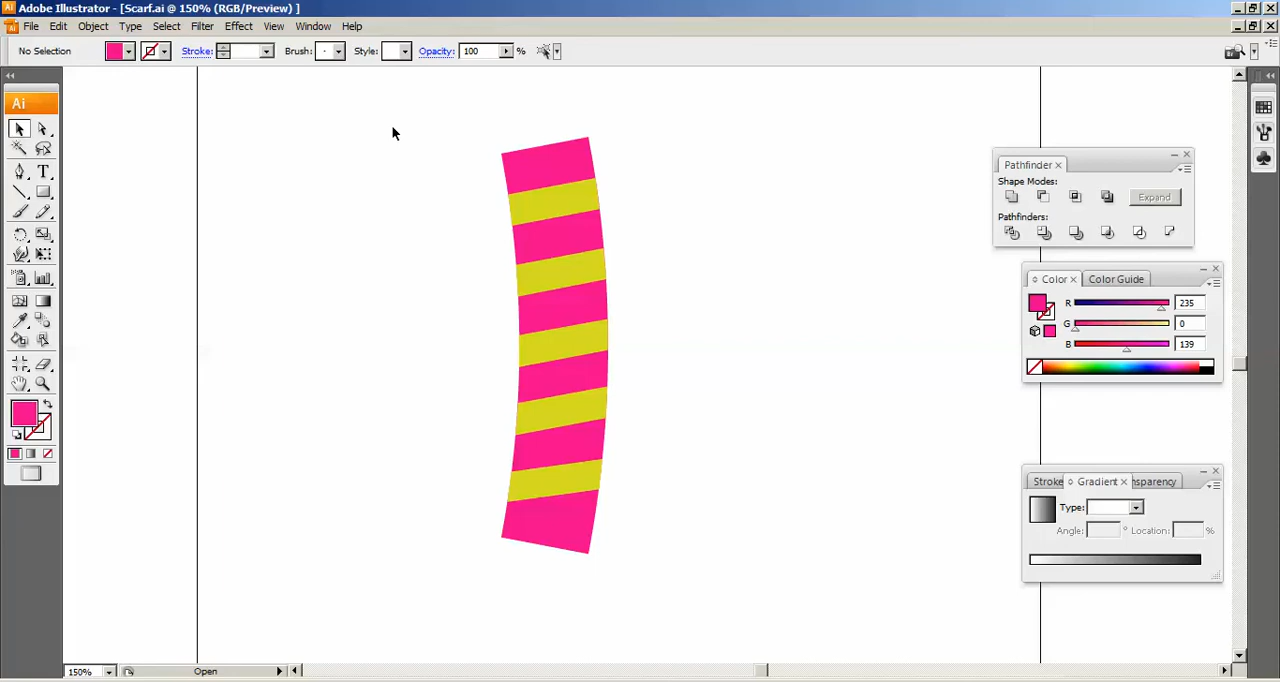 Adobe Illustrator - [Scarf.ai @ 150% (RGB/Preview) ]
File Edit Object Type Select Filter Effect View Window Help
No Selection Stroke: Brush: Style: Opacity: 100 %
Ai
Pathfinder
Shape Modes:
Expand
Pathfinders:
Color Color Guide
R 235
G 0
B 139
Stroke Gradient nsparency
Type:
Angle: ° Location: %
150% Open